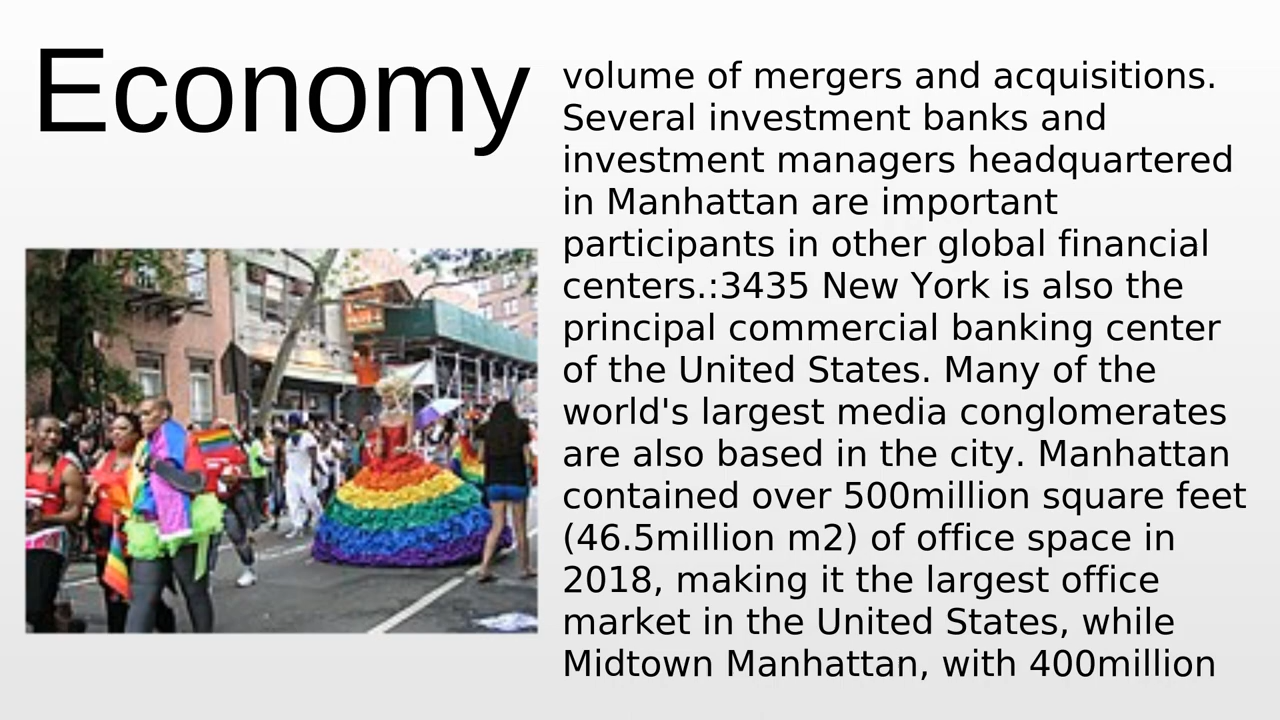 Economy
volume of mergers and acquisitions.
Several investment banks and
investment managers headquartered
in Manhattan are important
participants in other global financial
centers.:3435 New York is also the
principal commercial banking center
of the United States. Many of the
world's largest media conglomerates
are also based in the city. Manhattan
contained over 500million square feet
(46.5million m2) of office space in
2018, making it the largest office
market in the United States, while
Midtown Manhattan, with 400million